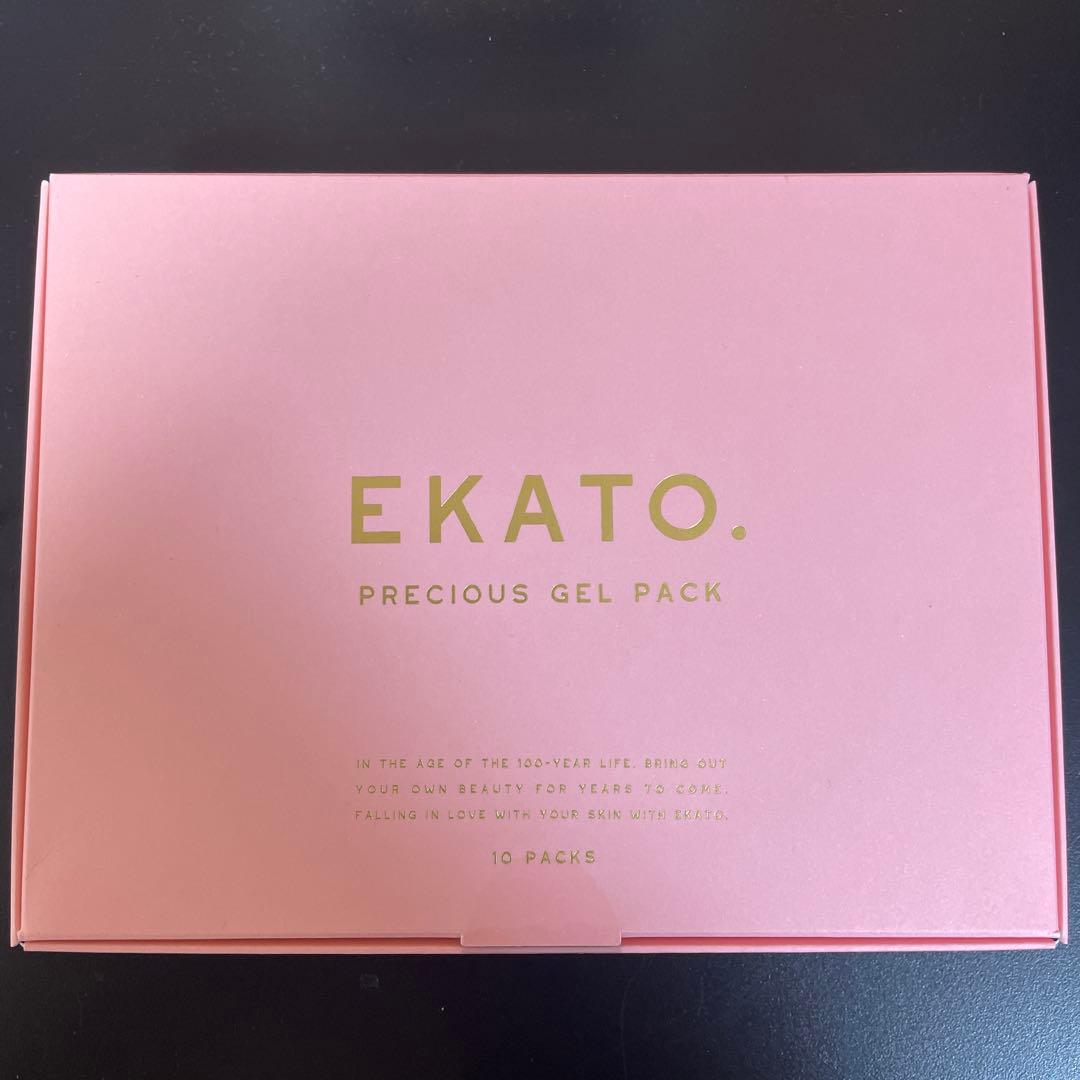 EKATO.
PRECIOUS GEL PACK
IN THE AGE OF THE 100-YEAR LIFE. BRING OUT
YOUR OWN BEAUTY FOR YEARS TO COME.
FALLING IN LOVE WITH YOUR SKIN WITH EKATO.
10 PACKS